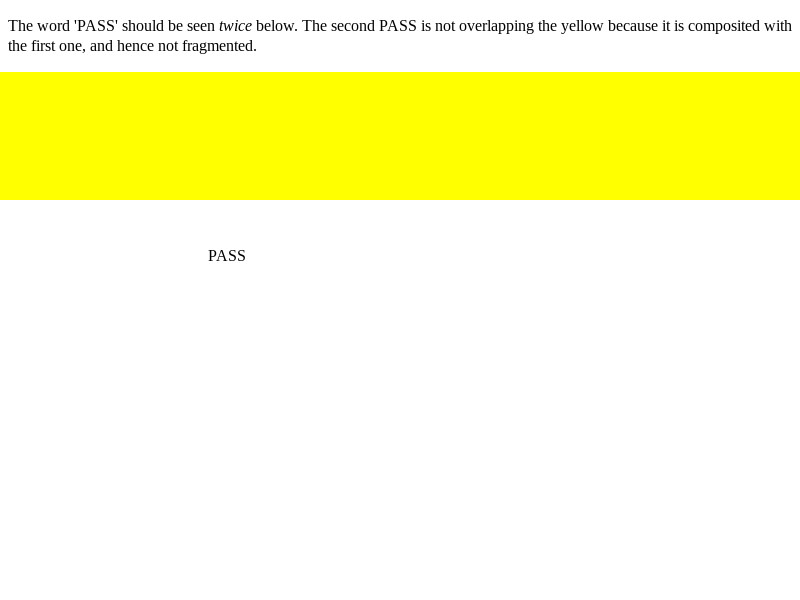 The word 'PASS' should be seen twice below. The second PASS is not overlapping the yellow because it is composited with
the first one, and hence not fragmented.
PASS